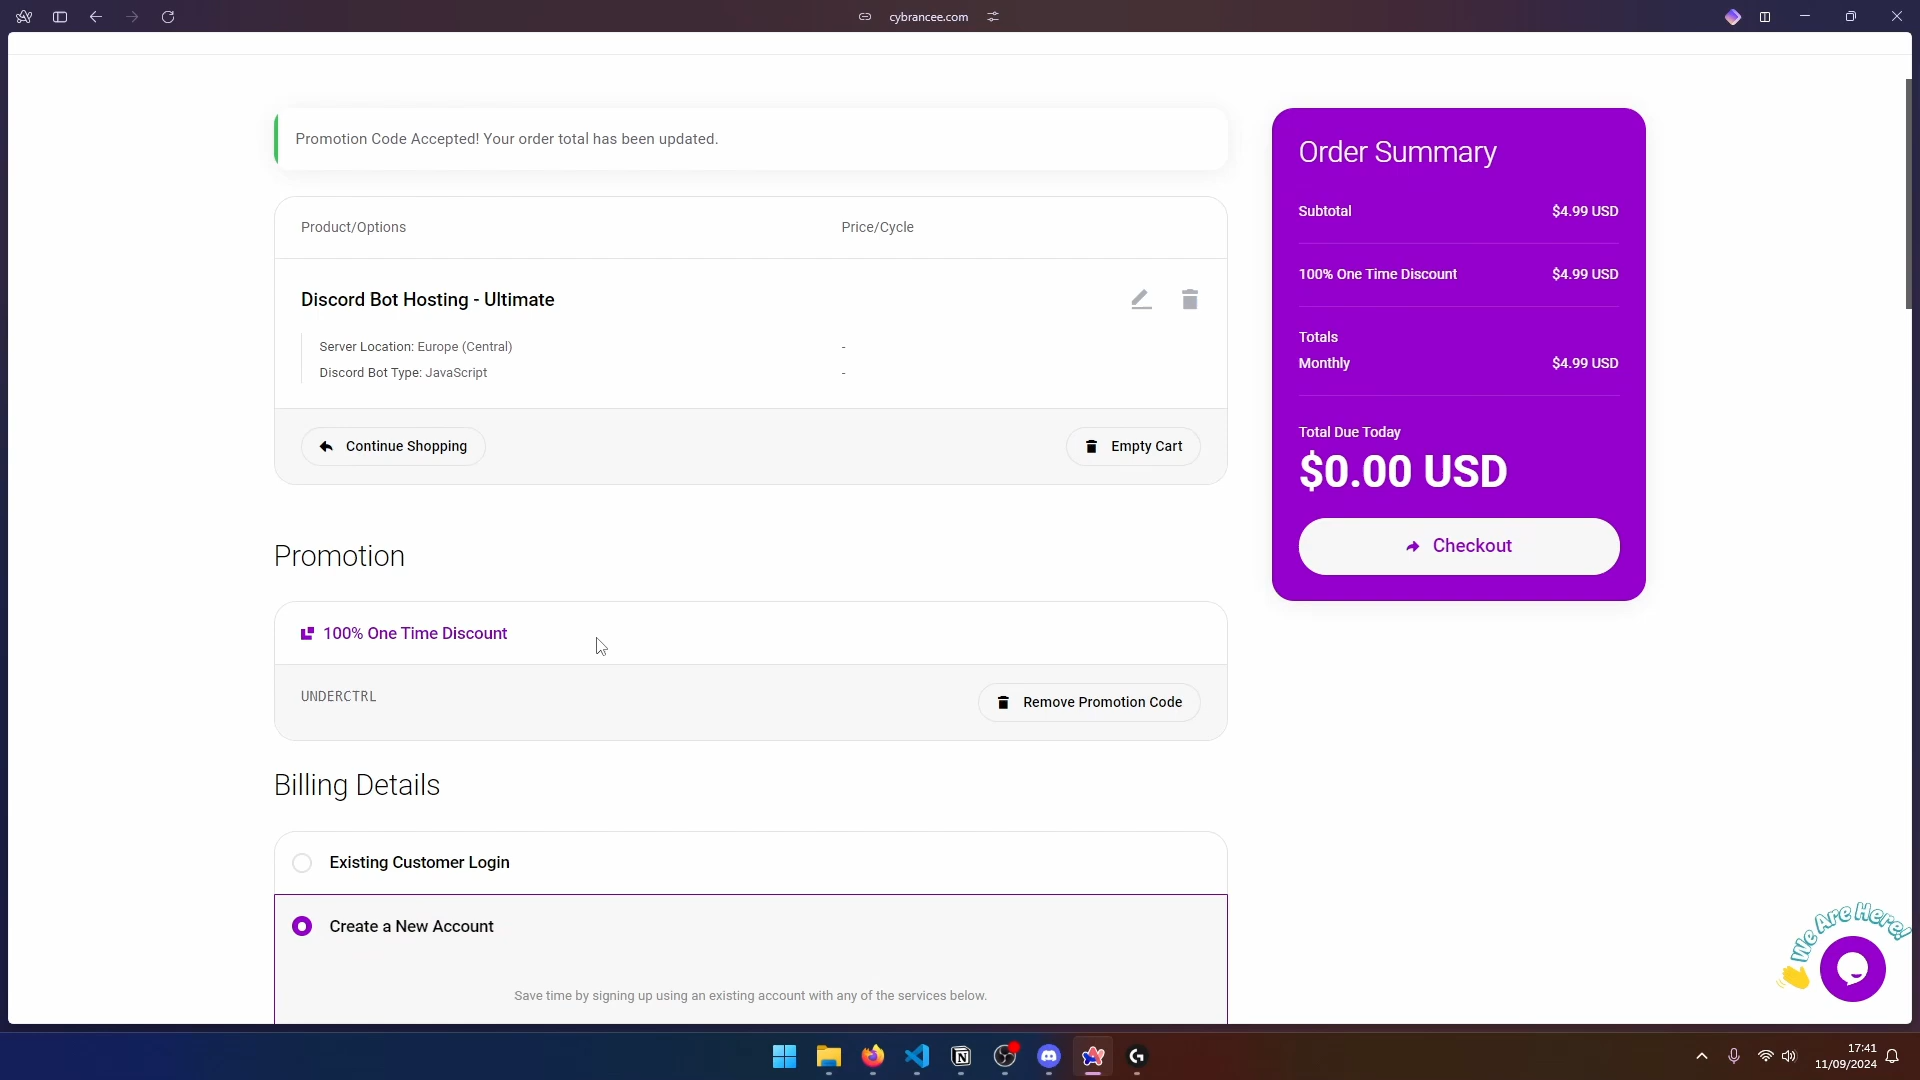 cybrancee.com
Promotion Code Accepted! Your order total has been updated.
Product/Options Price/Cycle
Discord Bot Hosting - Ultimate
Server Location: Europe (Central) -
Discord Bot Type: JavaScript -
Continue Shopping Empty Cart
Promotion
100% One Time Discount
UNDERCTRL Remove Promotion Code
Billing Details
Existing Customer Login
Create a New Account
Save time by signing up using an existing account with any of the services below.
Order Summary
Subtotal $4.99 USD
100% One Time Discount $4.99 USD
Totals
Monthly $4.99 USD
Total Due Today
$0.00 USD
Checkout
We Are Here!
17:41
11/09/2024